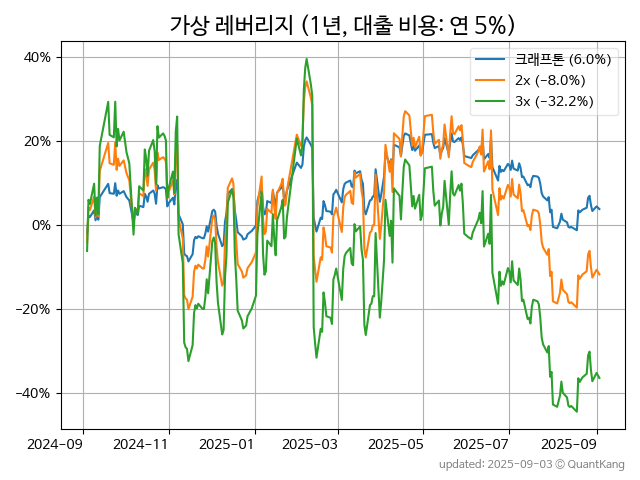 가상 레버리지 (1년, 대출 비용: 연 5%)
크래프톤 (6.0%)
2x (−8.0%)
3x (−32.2%)
40%
20%
0%
−20%
−40%
2024-09 2024-11 2025-01 2025-03 2025-05 2025-07 2025-09
updated: 2025-09-03 ⓒ QuantKang